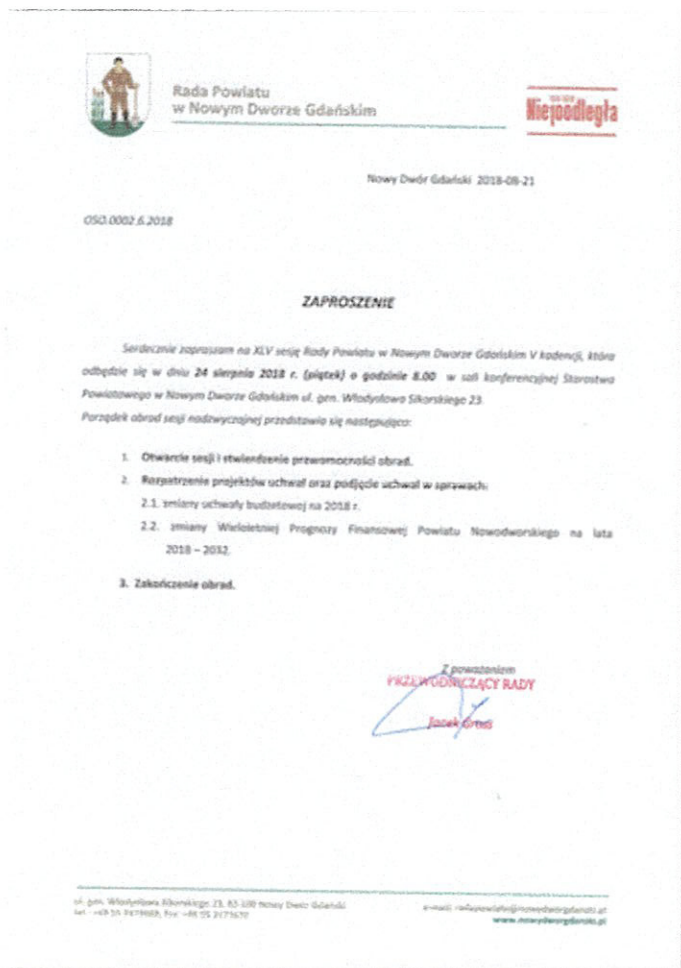 Rada Powiatu
w Nowym Dworze Gdańskim
Niepodległa
Nowy Dwór Gdański 2018-08-21
OSO.0002.6.2018
ZAPROSZENIE
Serdecznie zapraszam na XLV sesję Rady Powiatu w Nowym Dworze Gdańskim V kadencji, która
odbędzie się w dniu 24 sierpnia 2018 r. (piątek) o godzinie 8.00 w sali konferencyjnej Starostwa
Powiatowego w Nowym Dworze Gdańskim ul. gen. Władysława Sikorskiego 23.
Porządek obrad sesji nadzwyczajnej przedstawia się następująco:
1. Otwarcie sesji i stwierdzenie prawomocności obrad.
2. Rozpatrzenie projektów uchwał oraz podjęcie uchwał w sprawach:
2.1. zmiany uchwały budżetowej na 2018 r.
2.2. zmiany Wieloletniej Prognozy Finansowej Powiatu Nowodworskiego na lata
2018 – 2032.
3. Zakończenie obrad.
Z poważaniem
PRZEWODNICZĄCY RADY
Jacek Gross
ul. gen. Władysława Sikorskiego 23, 82-100 Nowy Dwór Gdański
www.nowydworgdanski.pl